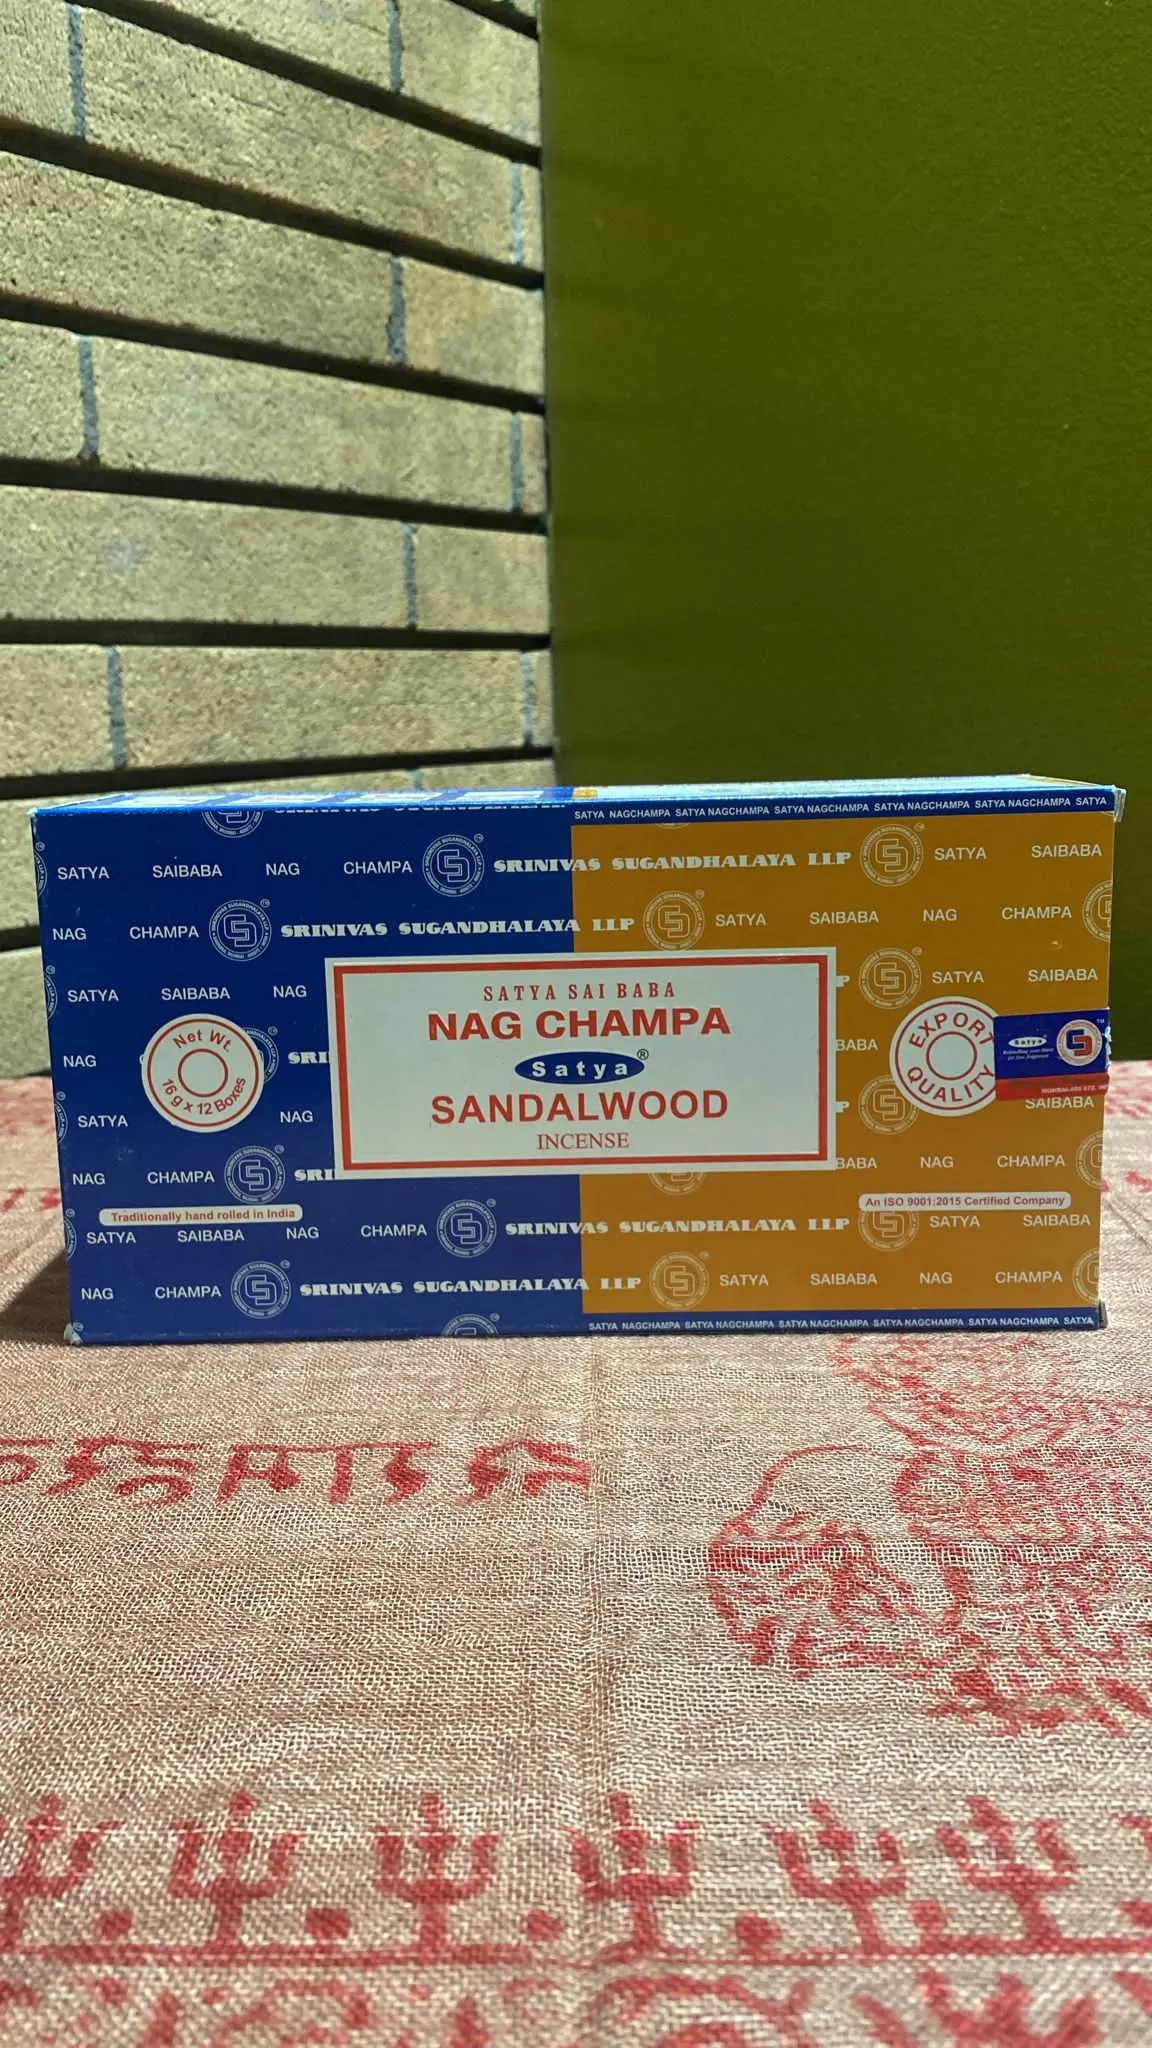 SATYA NAGCHAMPA SATYA NAGCHAMPA SATYA NAGCHAMPA SATYA NAGCHAMPA SATYA NAGCHAMPA SATYA
SATYA SAIBABA NAG CHAMPA SRINIVAS SUGANDHALAYA LLP SATYA SAIBABA
NAG CHAMPA SRINIVAS SUGANDHALAYA LLP SATYA SAIBABA NAG CHAMPA
SATYA SAIBABA NAG SATYA SAIBABA
SATYA SAI BABA
NAG CHAMPA
Satya®
SANDALWOOD
INCENSE
Net Wt.
16 g x 12 Boxes
EXPORT
QUALITY
Satya
NAG
SATYA NAG SAIBABA
NAG CHAMPA NAG CHAMPA
Traditionally hand rolled in India
An ISO 9001:2015 Certified Company
SATYA SAIBABA NAG CHAMPA SRINIVAS SUGANDHALAYA LLP SATYA SAIBABA
NAG CHAMPA SRINIVAS SUGANDHALAYA LLP SATYA SAIBABA NAG CHAMPA
SATYA NAGCHAMPA SATYA NAGCHAMPA SATYA NAGCHAMPA SATYA NAGCHAMPA SATYA NAGCHAMPA SATYA